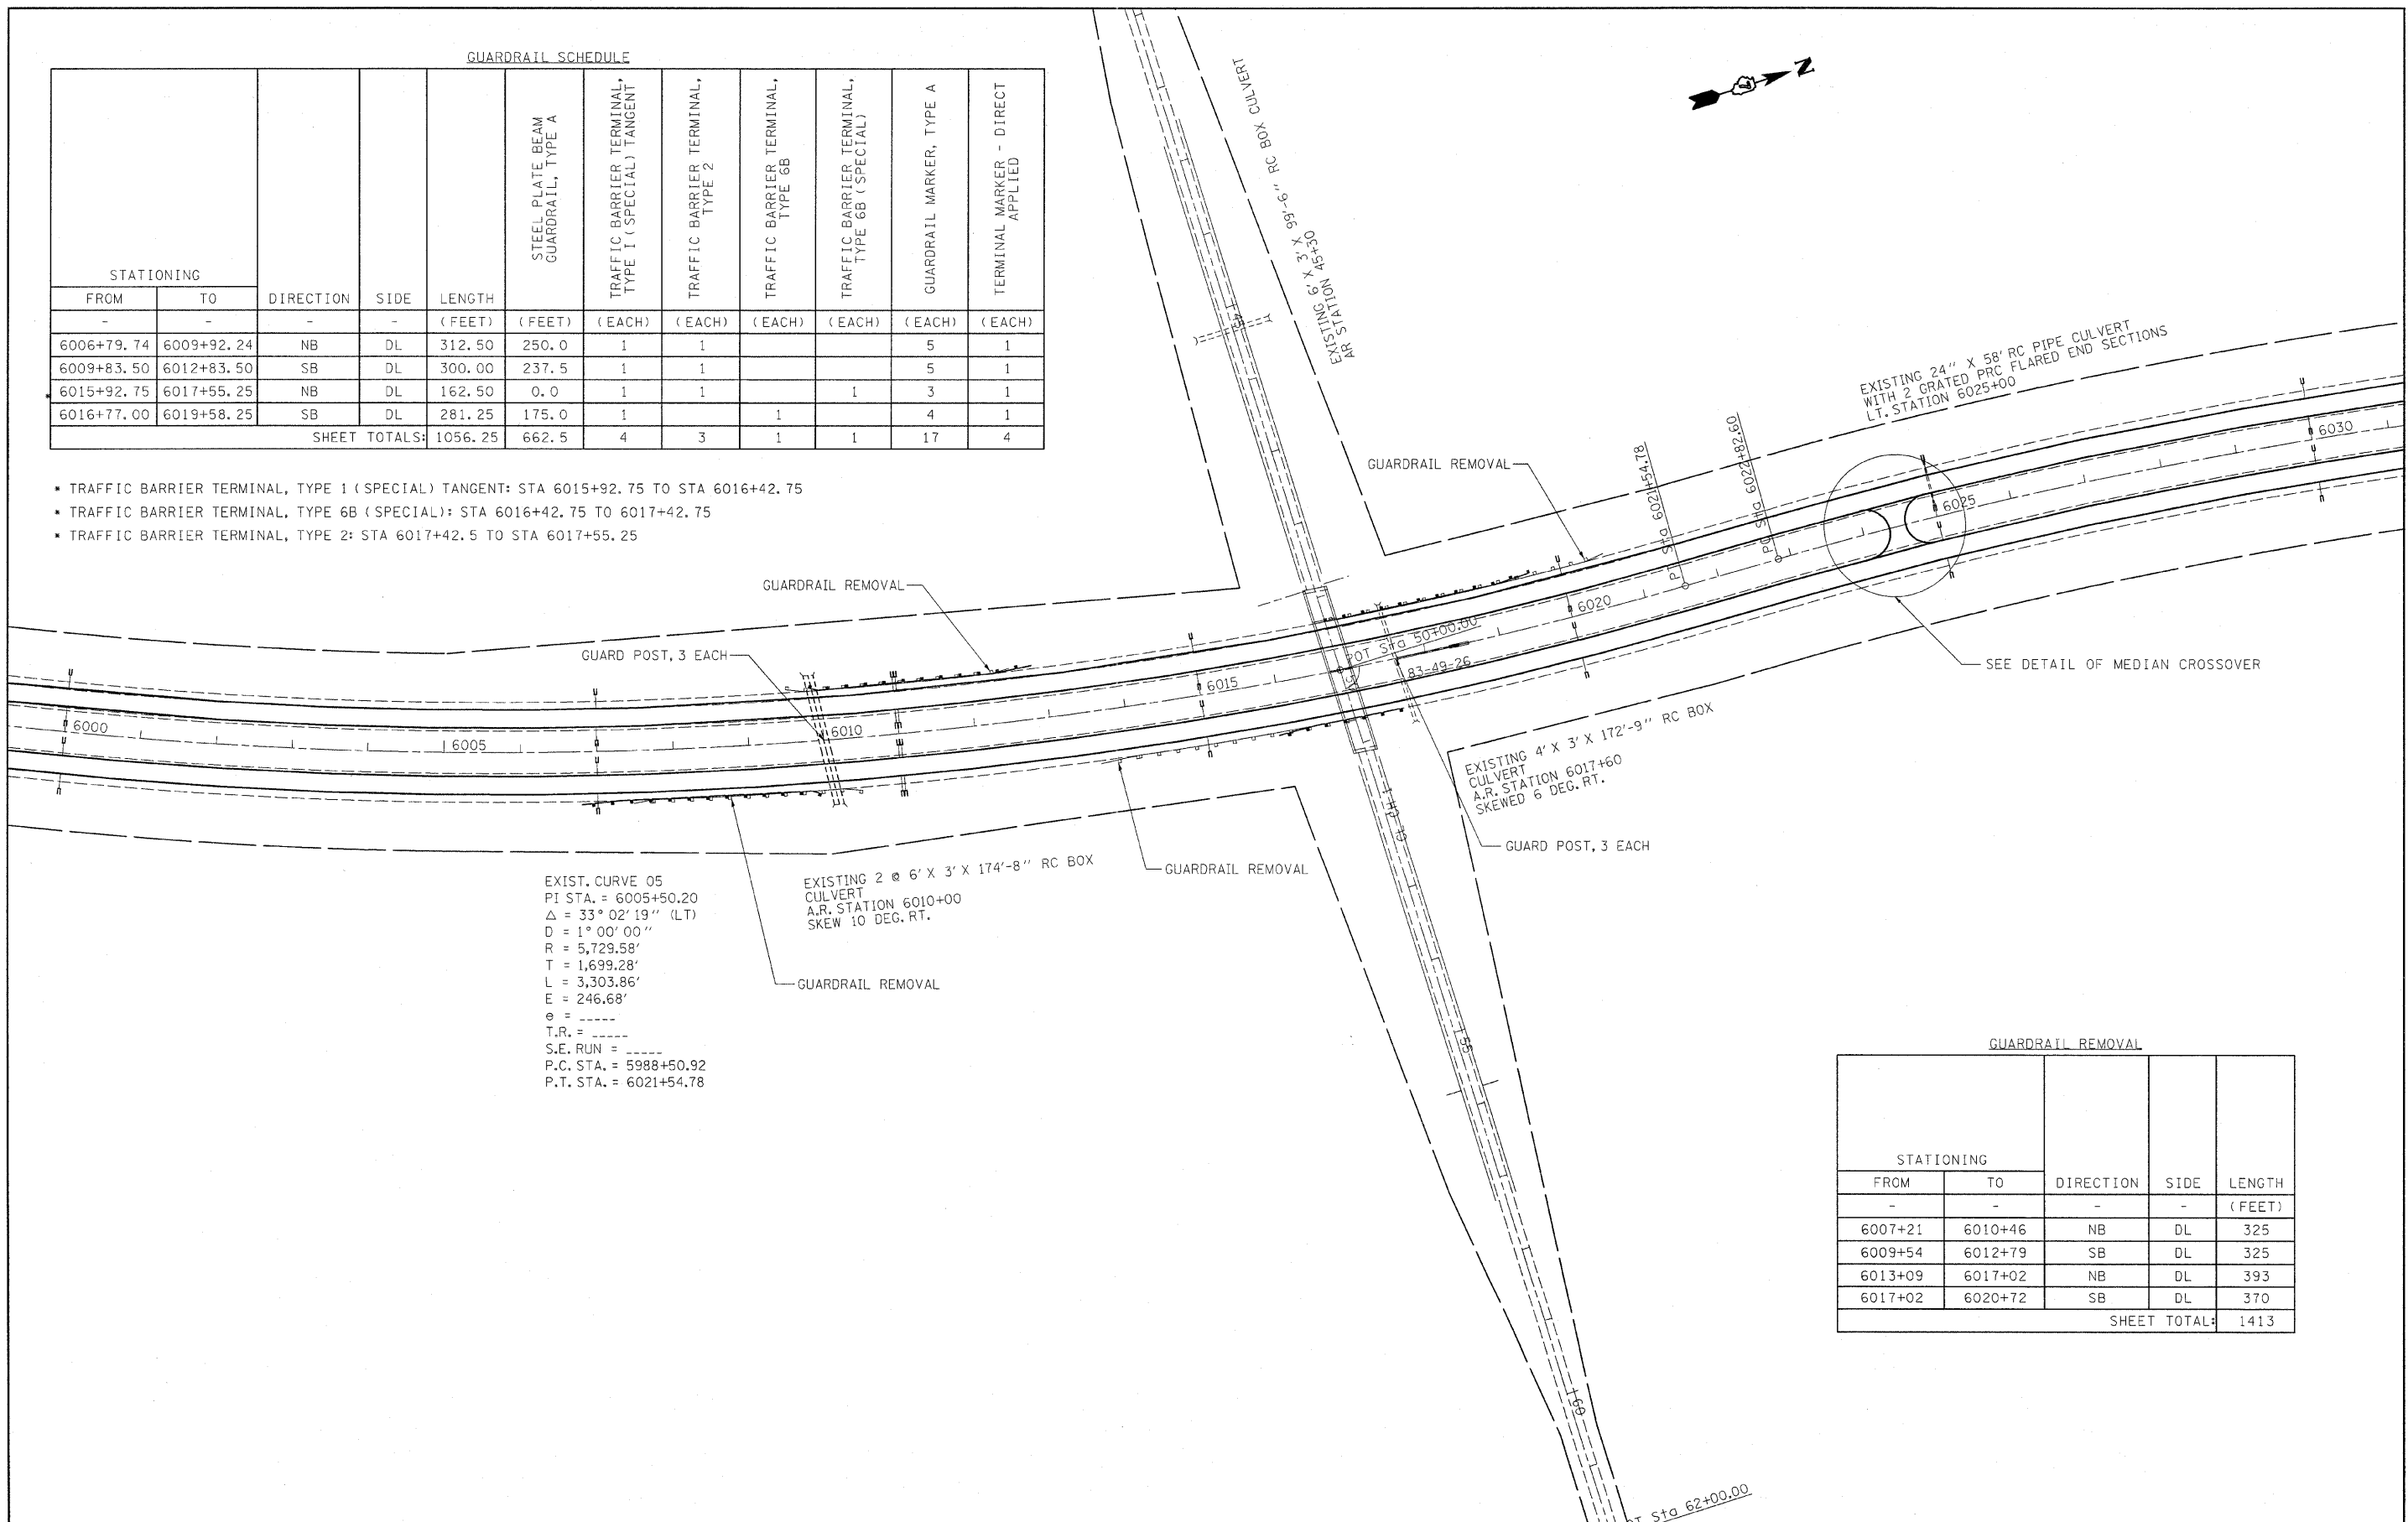 GUARDRAIL SCHEDULE
STATIONING
FROM TO DIRECTION SIDE LENGTH
STEEL PLATE BEAM
GUARDRAIL, TYPE A
TRAFFIC BARRIER TERMINAL,
TYPE I (SPECIAL) TANGENT
TRAFFIC BARRIER TERMINAL,
TYPE 2
TRAFFIC BARRIER TERMINAL,
TYPE 6B
TRAFFIC BARRIER TERMINAL,
TYPE 6B (SPECIAL)
GUARDRAIL MARKER, TYPE A
TERMINAL MARKER - DIRECT
APPLIED
- - - - (FEET) (FEET) (EACH) (EACH) (EACH) (EACH) (EACH) (EACH)
6006+79.74 6009+92.24 NB DL 312.50 250.0 1 1 5 1
6009+83.50 6012+83.50 SB DL 300.00 237.5 1 1 5 1
* 6015+92.75 6017+55.25 NB DL 162.50 0.0 1 1 1 3 1
6016+77.00 6019+58.25 SB DL 281.25 175.0 1 1 4 1
SHEET TOTALS: 1056.25 662.5 4 3 1 1 17 4
* TRAFFIC BARRIER TERMINAL, TYPE 1 (SPECIAL) TANGENT: STA 6015+92.75 TO STA 6016+42.75
* TRAFFIC BARRIER TERMINAL, TYPE 6B (SPECIAL): STA 6016+42.75 TO 6017+42.75
* TRAFFIC BARRIER TERMINAL, TYPE 2: STA 6017+42.5 TO STA 6017+55.25
N
EXISTING 6' X 3' X 99'-6" RC BOX CULVERT
AR STATION 45+30
45
EXISTING 24" X 58' RC PIPE CULVERT
WITH 2 GRATED PRC FLARED END SECTIONS
LT. STATION 6025+00
GUARDRAIL REMOVAL
PT Sta 6021+54.78
PC Sta 6022+82.60
6030
6025
6020
GUARDRAIL REMOVAL
GUARD POST, 3 EACH
POT Sta 50+00.00
83-49-26
50
6015
6010
6005
6000
SEE DETAIL OF MEDIAN CROSSOVER
EXISTING 4' X 3' X 172'-9" RC BOX
CULVERT
A.R. STATION 6017+60
SKEWED 6 DEG. RT.
GUARD POST, 3 EACH
GUARDRAIL REMOVAL
CL CH 1
EXISTING 2 @ 6' X 3' X 174'-8" RC BOX
CULVERT
A.R. STATION 6010+00
SKEW 10 DEG. RT.
GUARDRAIL REMOVAL
EXIST. CURVE 05
PI STA. = 6005+50.20
Δ = 33° 02' 19" (LT)
D = 1° 00' 00"
R = 5,729.58'
T = 1,699.28'
L = 3,303.86'
E = 246.68'
e = _____
T.R. = _____
S.E. RUN = _____
P.C. STA. = 5988+50.92
P.T. STA. = 6021+54.78
55
60
Sta 62+00.00
GUARDRAIL REMOVAL
STATIONING
FROM TO DIRECTION SIDE LENGTH
- - - - (FEET)
6007+21 6010+46 NB DL 325
6009+54 6012+79 SB DL 325
6013+09 6017+02 NB DL 393
6017+02 6020+72 SB DL 370
SHEET TOTAL: 1413